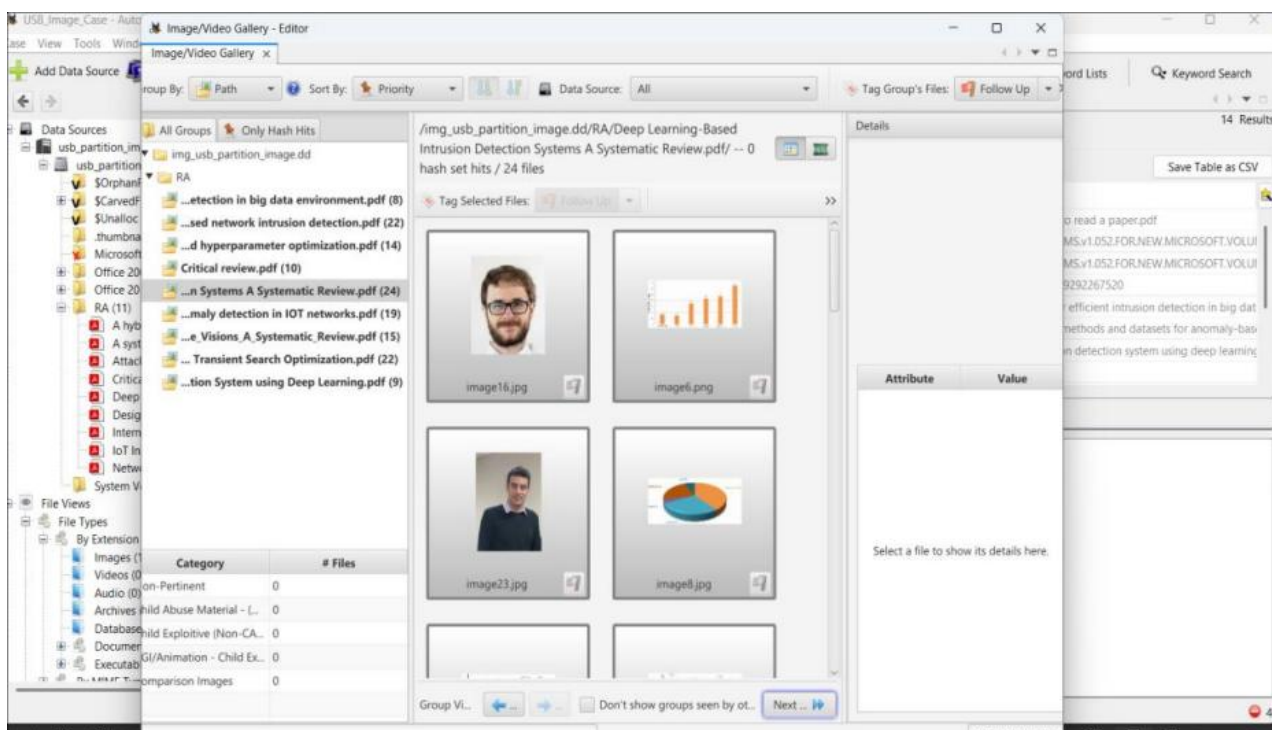 USB_Image_Case - Auto
Image/Video Gallery - Editor
ase View Tools Wind
Image/Video Gallery ×
Add Data Source
roup By: Path
Sort By: Priority
Data Source: All
Tag Group's Files: Follow Up
ord Lists
Keyword Search
14 Results
Save Table as CSV
Data Sources
usb_partition_im
usb_partition
$OrphanF
$CarvedF
$Unalloc
.thumbna
Microsoft
Office 20
Office 20
RA (11)
A hyb
A syst
Attac
Critica
Deep
Desig
Intern
IoT In
Netwo
System V
File Views
File Types
By Extension
Images (1
Videos (0
Audio (0)
Archives
Database
Documen
Executab
All Groups Only Hash Hits
img_usb_partition_image.dd
RA
...etection in big data environment.pdf (8)
...sed network intrusion detection.pdf (22)
...d hyperparameter optimization.pdf (14)
Critical review.pdf (10)
...n Systems A Systematic Review.pdf (24)
...maly detection in IOT networks.pdf (19)
...e_Visions_A_Systematic_Review.pdf (15)
... Transient Search Optimization.pdf (22)
...tion System using Deep Learning.pdf (9)
Category # Files
on-Pertinent 0
hild Abuse Material - (... 0
hild Exploitive (Non-CA... 0
GI/Animation - Child Ex... 0
omparison Images 0
/img_usb_partition_image.dd/RA/Deep Learning-Based
Intrusion Detection Systems A Systematic Review.pdf/ -- 0
hash set hits / 24 files
Tag Selected Files: Follow Up
image16.jpg
image6.png
image23.jpg
image8.jpg
Group Vi...
Don't show groups seen by ot...
Next ...
Details
Attribute Value
Select a file to show its details here.
o read a paper.pdf
MS.v1.052.FOR.NEW.MICROSOFT.VOLUI
MS.v1.052.FOR.NEW.MICROSOFT.VOLUI
9292267520
r efficient intrusion detection in big dat
methods and datasets for anomaly-bas
n detection system using deep learning
4